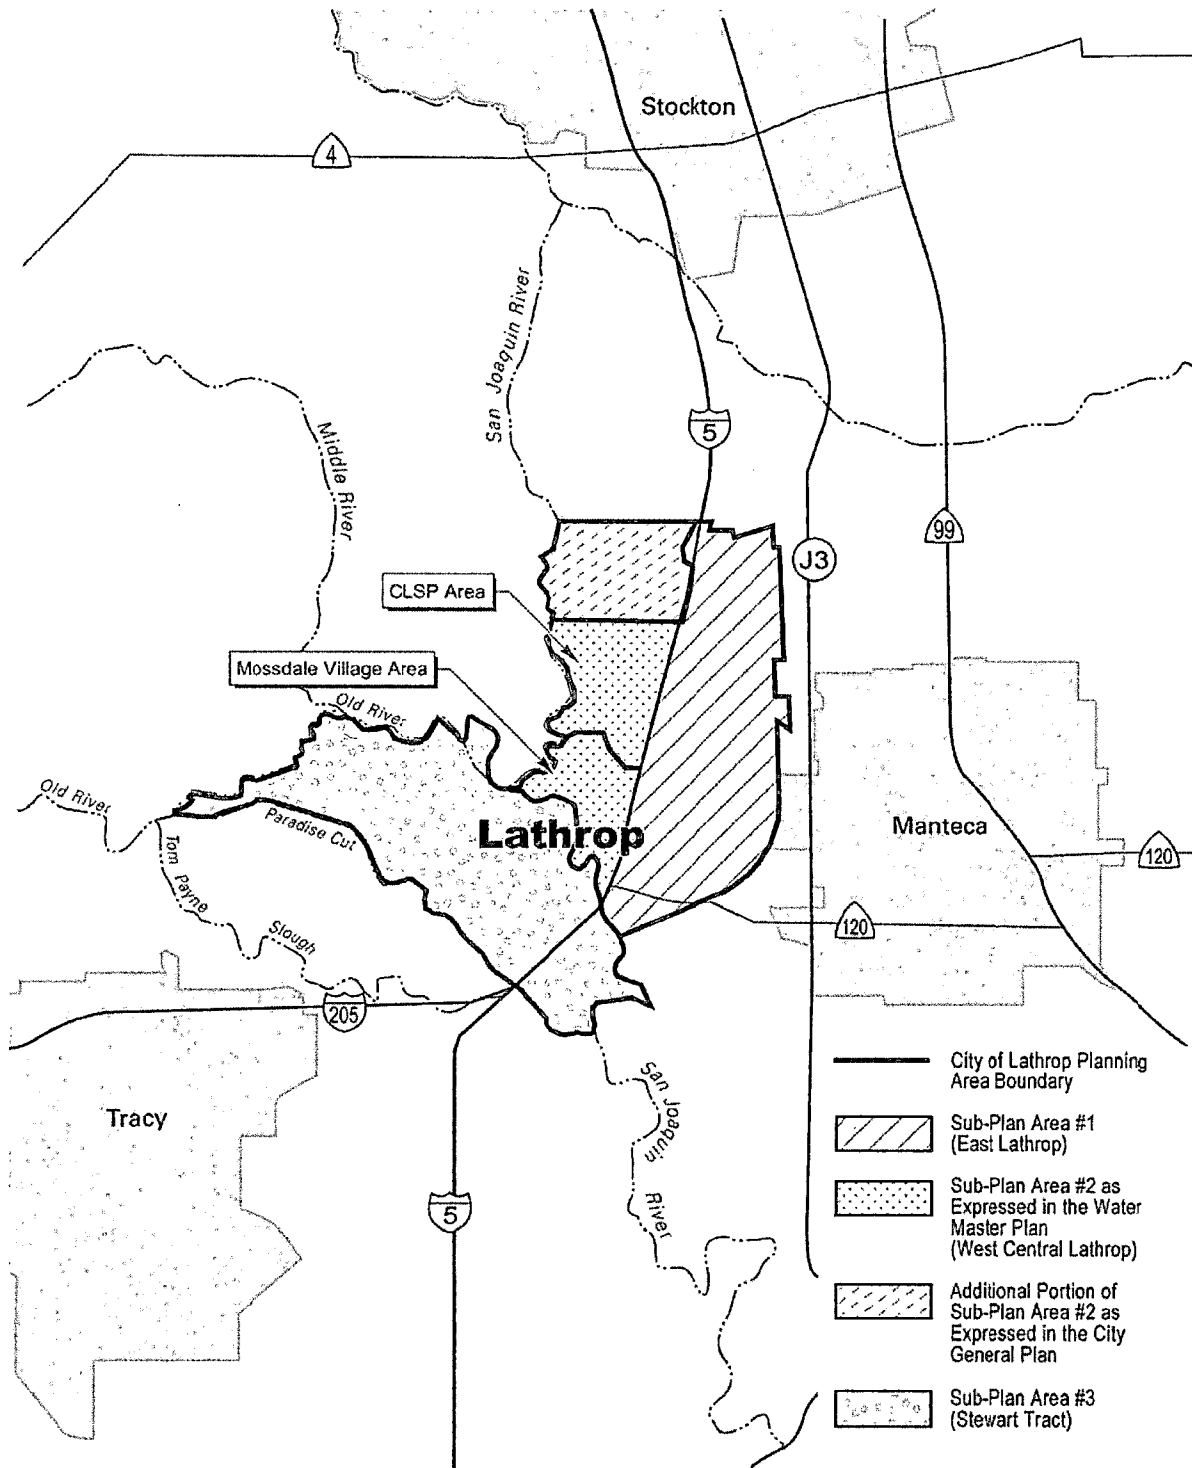 Stockton
4
San Joaquin River
5
Middle River
99
J3
CLSP Area
Mossdale Village Area
Old River
Old River
Paradise Cut
Lathrop
Manteca
120
Tom Payne
Slough
120
205
Tracy
5
San Joaquin
River
City of Lathrop Planning
Area Boundary
Sub-Plan Area #1
(East Lathrop)
Sub-Plan Area #2 as
Expressed in the Water
Master Plan
(West Central Lathrop)
Additional Portion of
Sub-Plan Area #2 as
Expressed in the City
General Plan
Sub-Plan Area #3
(Stewart Tract)